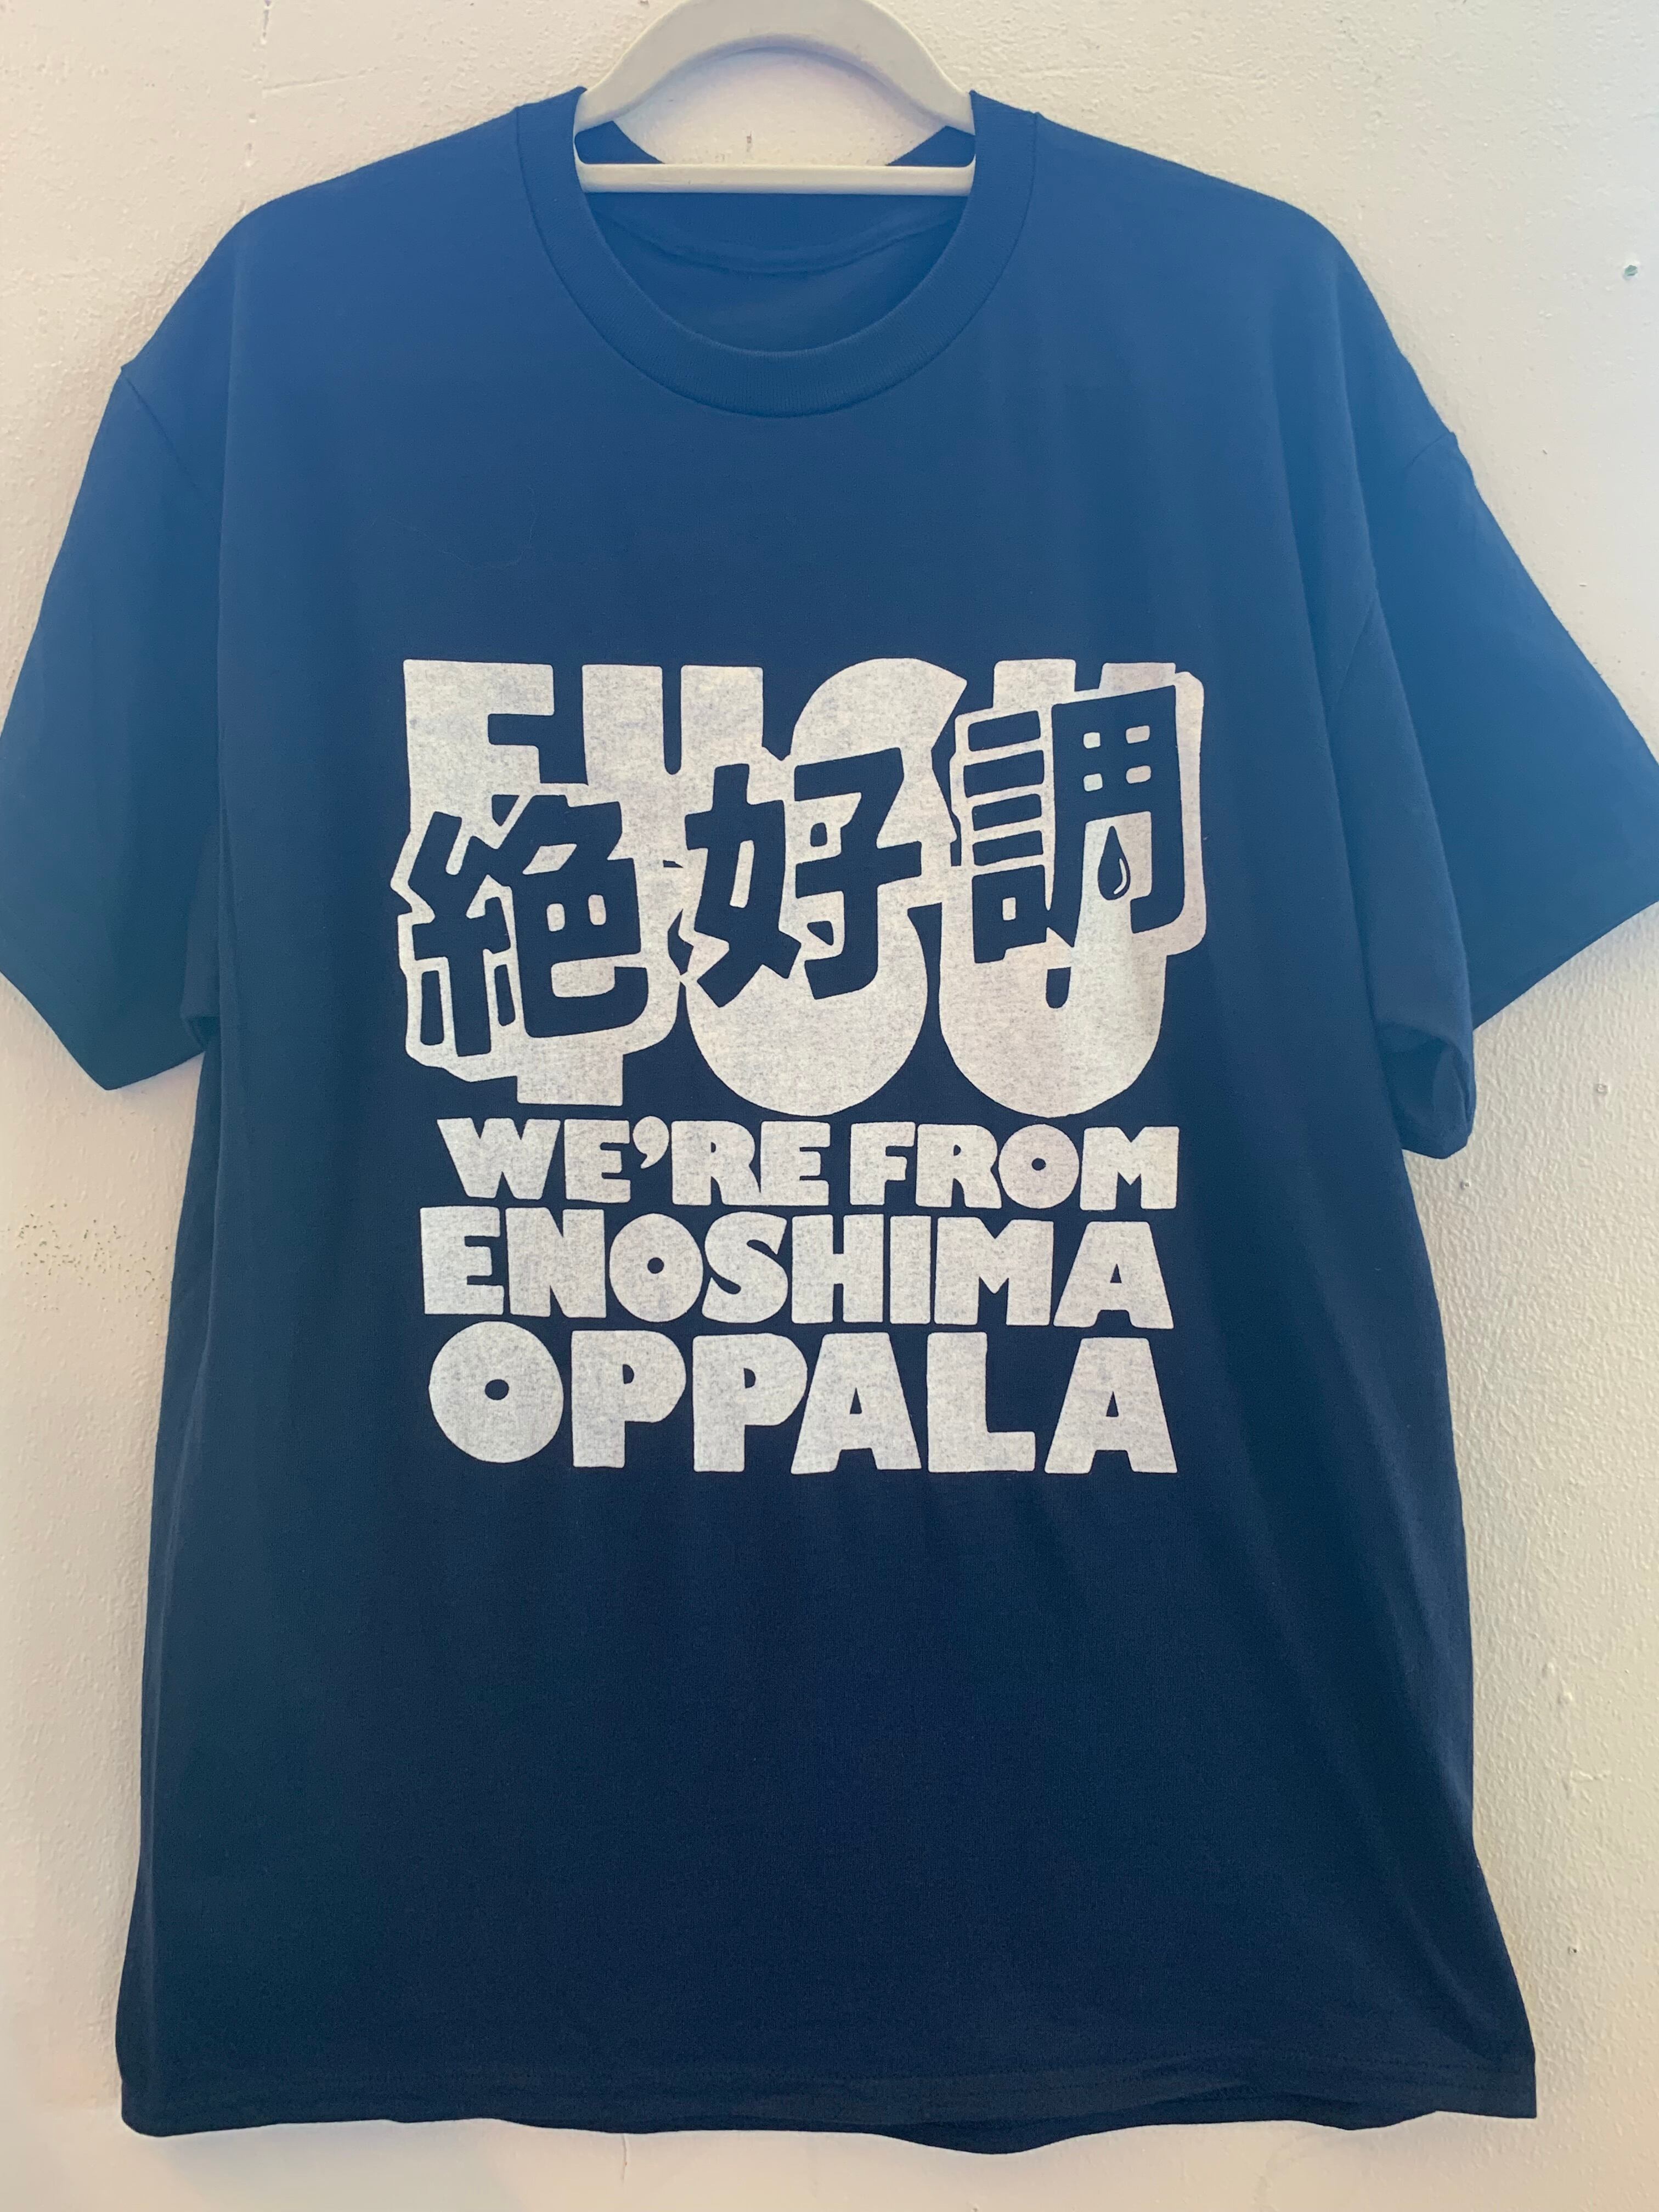 絶好調
WE'RE FROM
ENOSHIMA
OPPALA